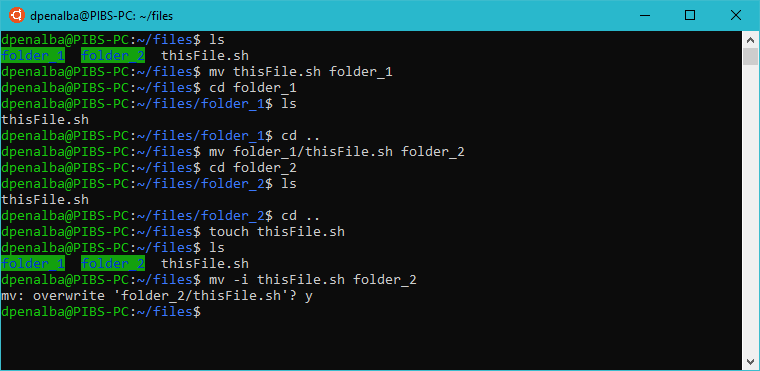 dpenalba@PIBS-PC: ~/files
dpenalba@PIBS-PC:~/files$ ls
folder_1  folder_2  thisFile.sh
dpenalba@PIBS-PC:~/files$ mv thisFile.sh folder_1
dpenalba@PIBS-PC:~/files$ cd folder_1
dpenalba@PIBS-PC:~/files/folder_1$ ls
thisFile.sh
dpenalba@PIBS-PC:~/files/folder_1$ cd ..
dpenalba@PIBS-PC:~/files$ mv folder_1/thisFile.sh folder_2
dpenalba@PIBS-PC:~/files$ cd folder_2
dpenalba@PIBS-PC:~/files/folder_2$ ls
thisFile.sh
dpenalba@PIBS-PC:~/files/folder_2$ cd ..
dpenalba@PIBS-PC:~/files$ touch thisFile.sh
dpenalba@PIBS-PC:~/files$ ls
folder_1  folder_2  thisFile.sh
dpenalba@PIBS-PC:~/files$ mv -i thisFile.sh folder_2
mv: overwrite 'folder_2/thisFile.sh'? y
dpenalba@PIBS-PC:~/files$